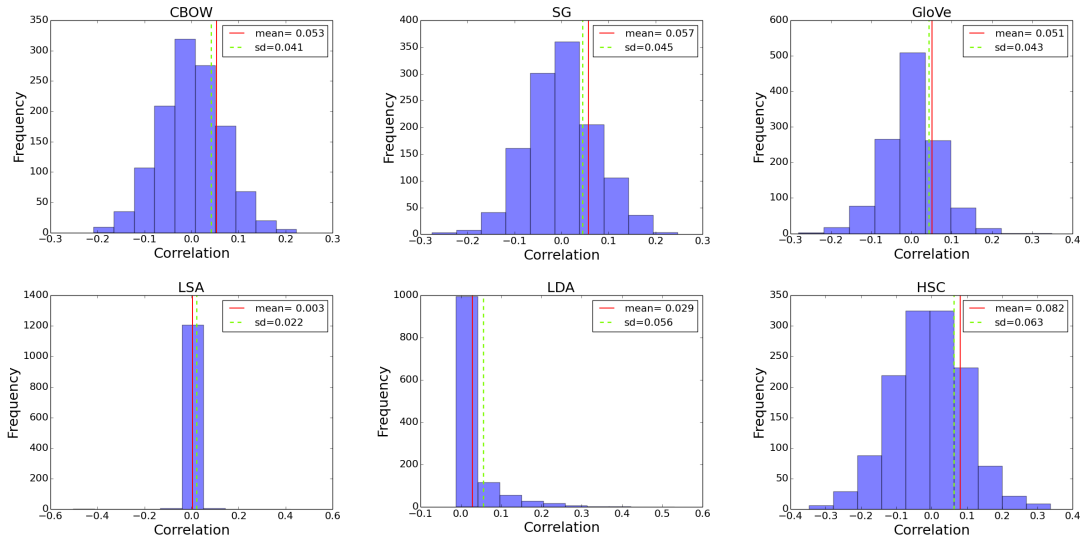 CBOW
mean= 0.053
sd=0.041
Frequency
350
300
250
200
150
100
50
0
−0.3 −0.2 −0.1 0.0 0.1 0.2 0.3
Correlation
SG
mean= 0.057
sd=0.045
Frequency
400
350
300
250
200
150
100
50
0
−0.3 −0.2 −0.1 0.0 0.1 0.2 0.3
Correlation
GloVe
mean= 0.051
sd=0.043
Frequency
600
500
400
300
200
100
0
−0.3 −0.2 −0.1 0.0 0.1 0.2 0.3 0.4
Correlation
LSA
mean= 0.003
sd=0.022
Frequency
1400
1200
1000
800
600
400
200
0
−0.6 −0.4 −0.2 0.0 0.2 0.4 0.6
Correlation
LDA
mean= 0.029
sd=0.056
Frequency
1000
800
600
400
200
0
−0.1 0.0 0.1 0.2 0.3 0.4 0.5 0.6
Correlation
HSC
mean= 0.082
sd=0.063
Frequency
350
300
250
200
150
100
50
0
−0.4 −0.3 −0.2 −0.1 0.0 0.1 0.2 0.3 0.4
Correlation